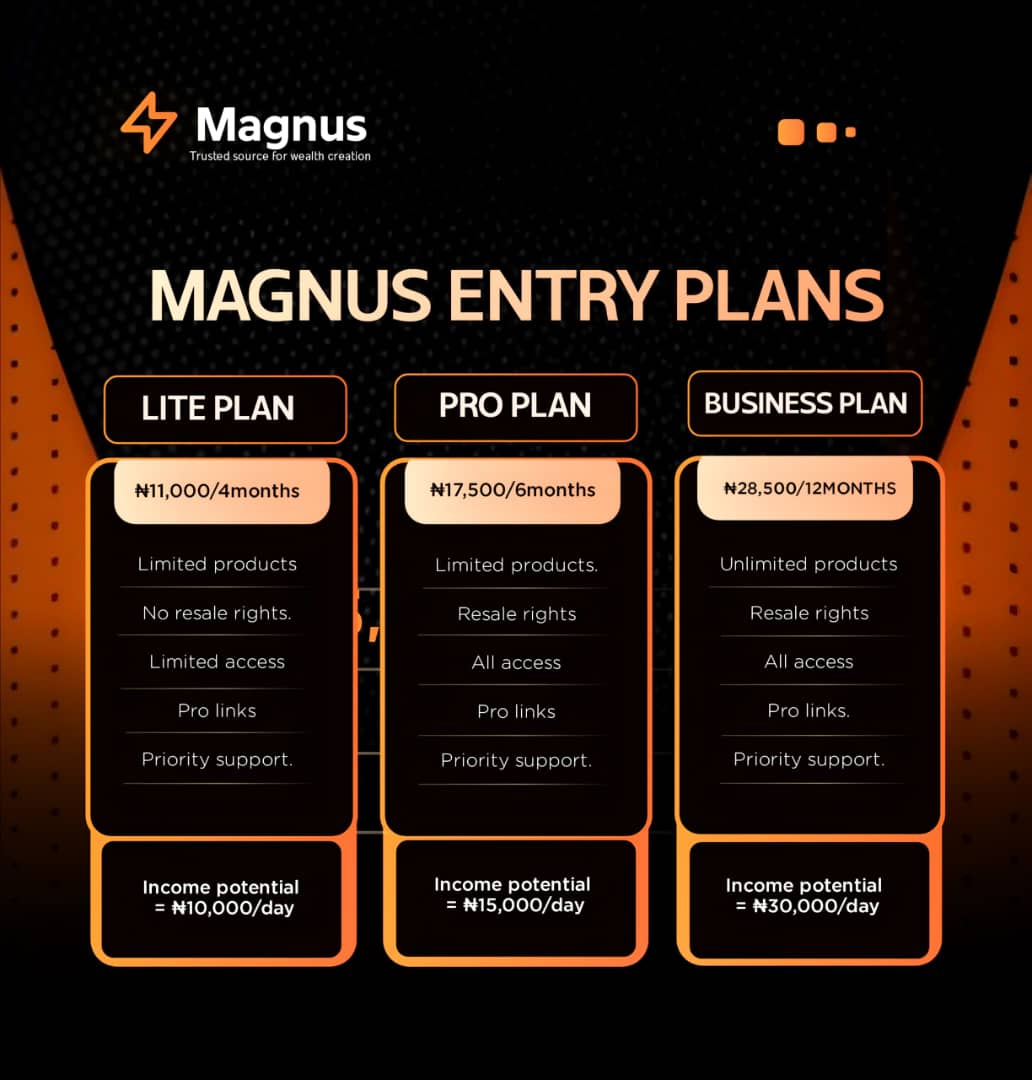 Magnus
Trusted source for wealth creation
MAGNUS ENTRY PLANS
LITE PLAN
₦11,000/4months
Limited products
No resale rights.
Limited access
Pro links
Priority support.
Income potential
= ₦10,000/day
PRO PLAN
₦17,500/6months
Limited products.
Resale rights
All access
Pro links
Priority support.
Income potential
= ₦15,000/day
BUSINESS PLAN
₦28,500/12MONTHS
Unlimited products
Resale rights
All access
Pro links.
Priority support.
Income potential
= ₦30,000/day